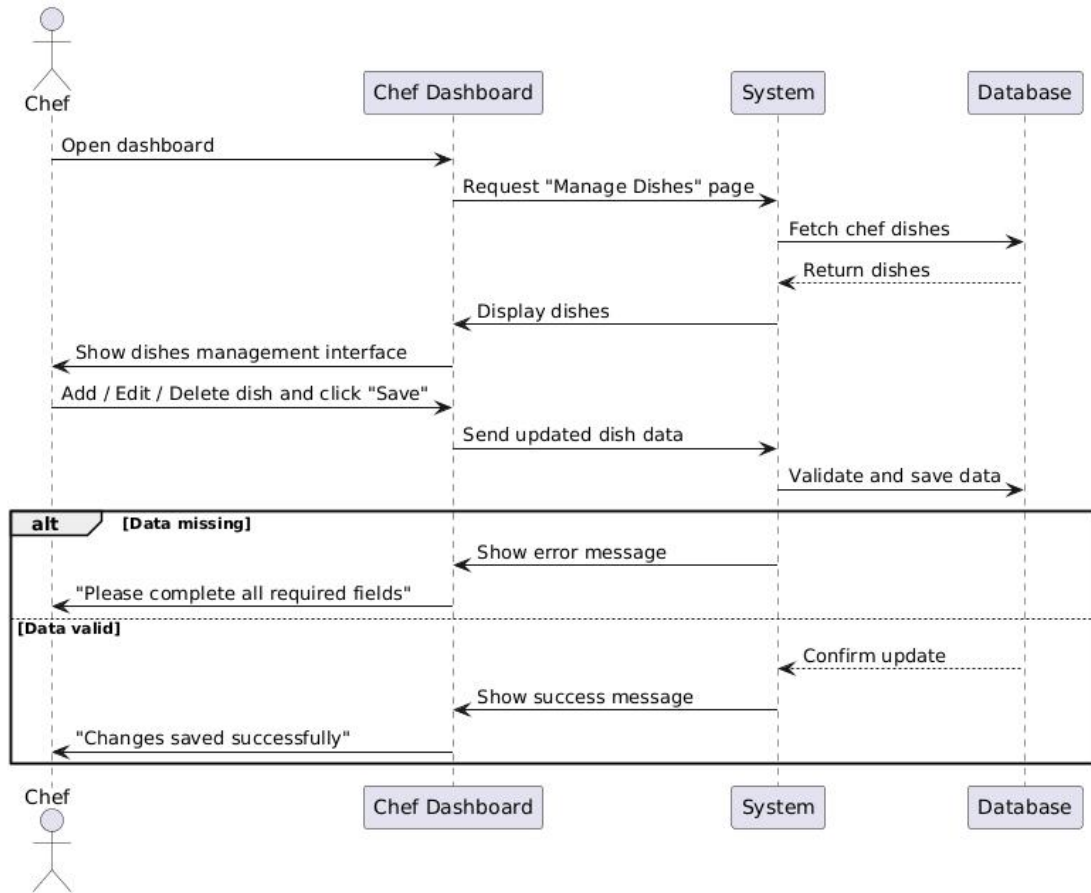 Chef
Chef Dashboard
System
Database
Open dashboard
Request "Manage Dishes" page
Fetch chef dishes
Return dishes
Display dishes
Show dishes management interface
Add / Edit / Delete dish and click "Save"
Send updated dish data
Validate and save data
alt [Data missing]
Show error message
"Please complete all required fields"
[Data valid]
Confirm update
Show success message
"Changes saved successfully"
Chef
Chef Dashboard
System
Database